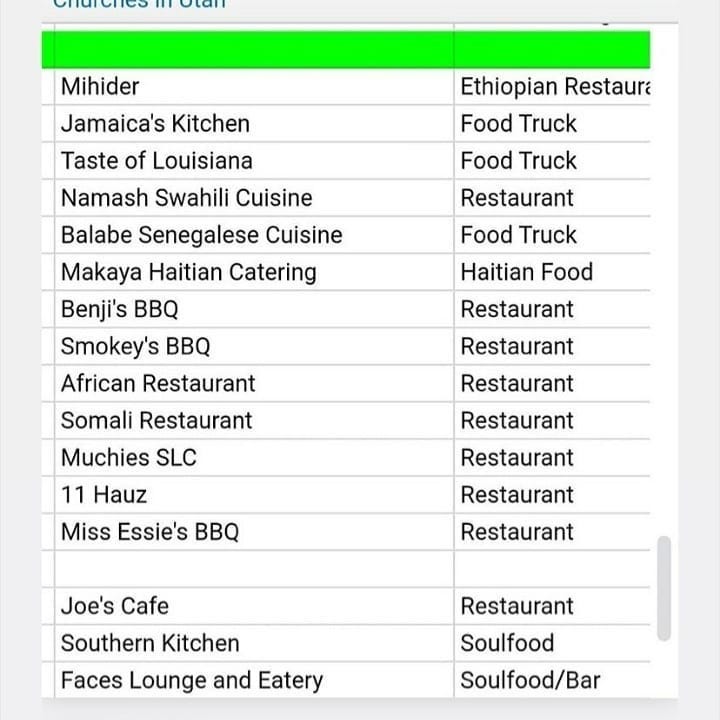 Churches in Utah
Mihider Ethiopian Restaura
Jamaica's Kitchen Food Truck
Taste of Louisiana Food Truck
Namash Swahili Cuisine Restaurant
Balabe Senegalese Cuisine Food Truck
Makaya Haitian Catering Haitian Food
Benji's BBQ Restaurant
Smokey's BBQ Restaurant
African Restaurant Restaurant
Somali Restaurant Restaurant
Muchies SLC Restaurant
11 Hauz Restaurant
Miss Essie's BBQ Restaurant
Joe's Cafe Restaurant
Southern Kitchen Soulfood
Faces Lounge and Eatery Soulfood/Bar